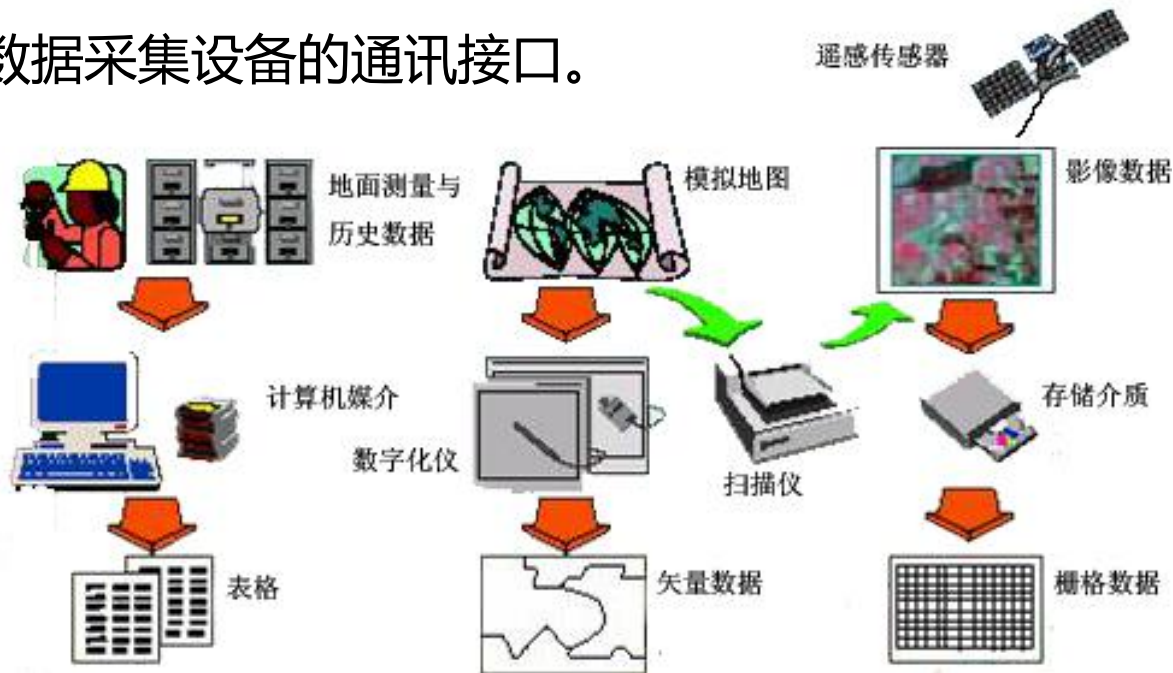 数据采集设备的通讯接口。
遥感传感器
地面测量与
历史数据
模拟地图
影像数据
计算机媒介
数字化仪
扫描仪
存储介质
表格
矢量数据
栅格数据